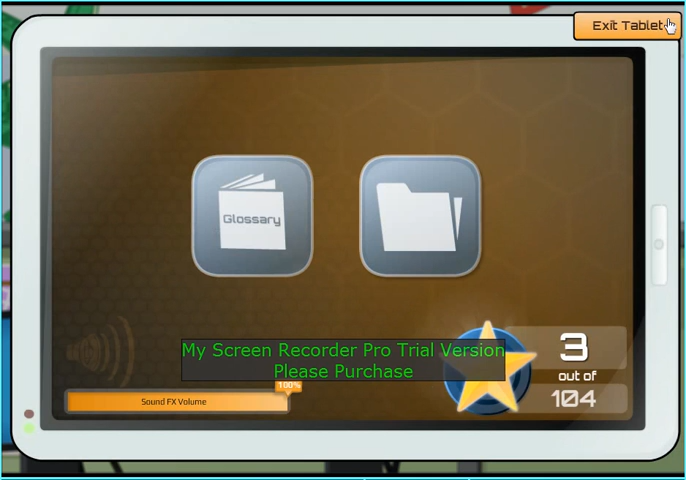 Exit Tablet
Glossary
My Screen Recorder Pro Trial Version
Please Purchase
3
out of
104
100%
Sound FX Volume